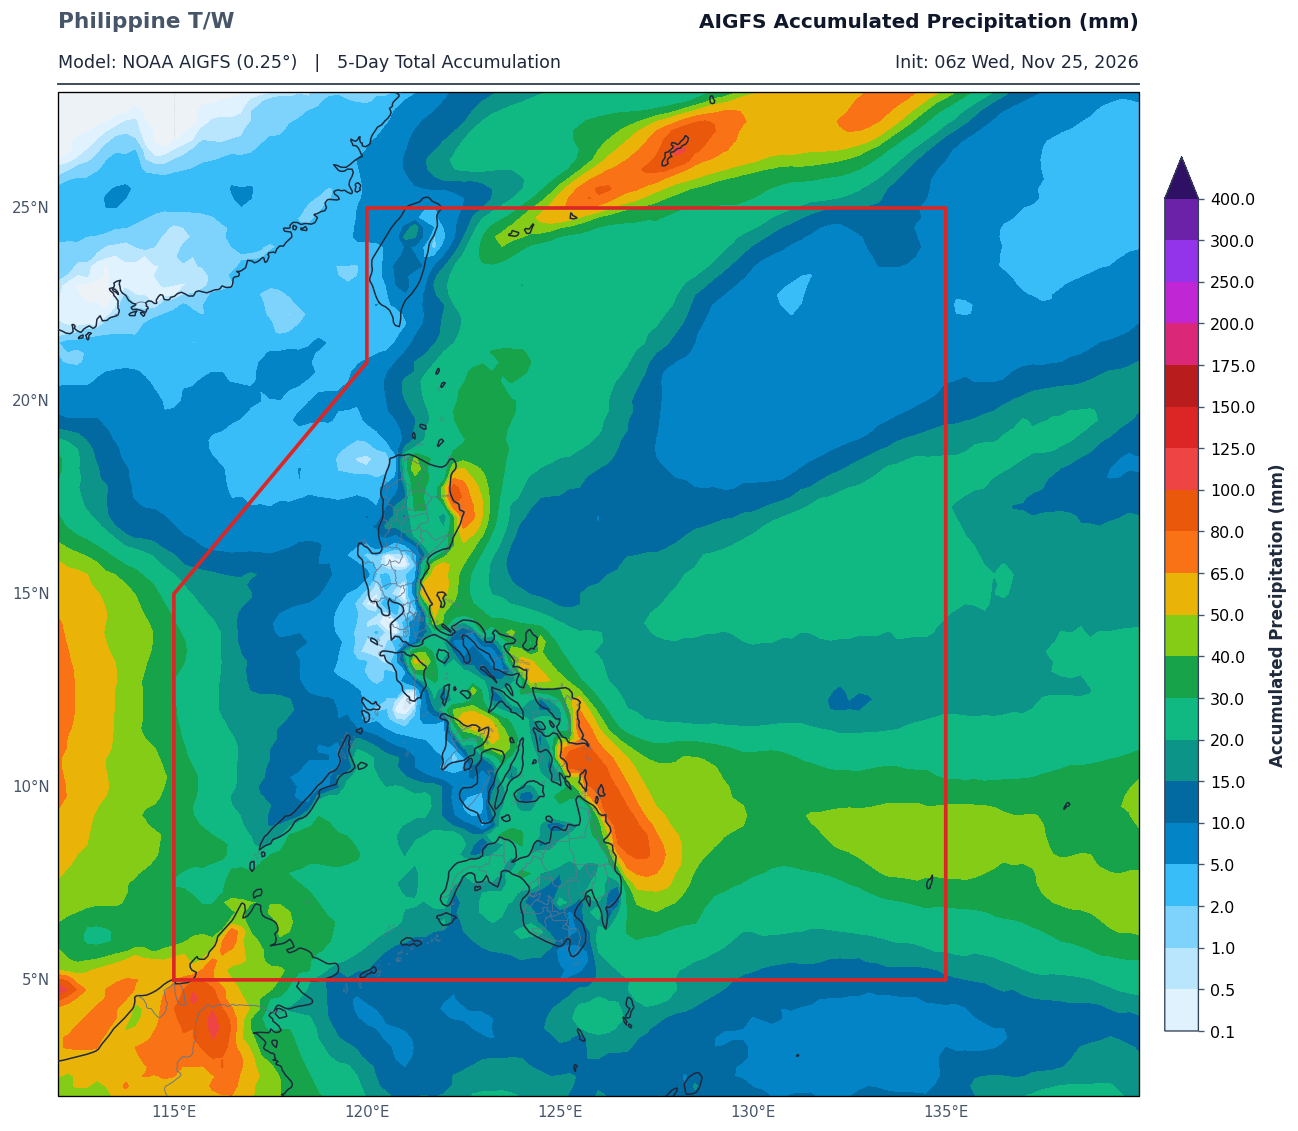 Philippine T/W
AIGFS Accumulated Precipitation (mm)
Model: NOAA AIGFS (0.25°)   |   5-Day Total Accumulation
Init: 06z Wed, Nov 25, 2026
25°N
20°N
15°N
10°N
5°N
115°E
120°E
125°E
130°E
135°E
400.0
300.0
250.0
200.0
175.0
150.0
125.0
100.0
80.0
65.0
50.0
40.0
30.0
20.0
15.0
10.0
5.0
2.0
1.0
0.5
0.1
Accumulated Precipitation (mm)